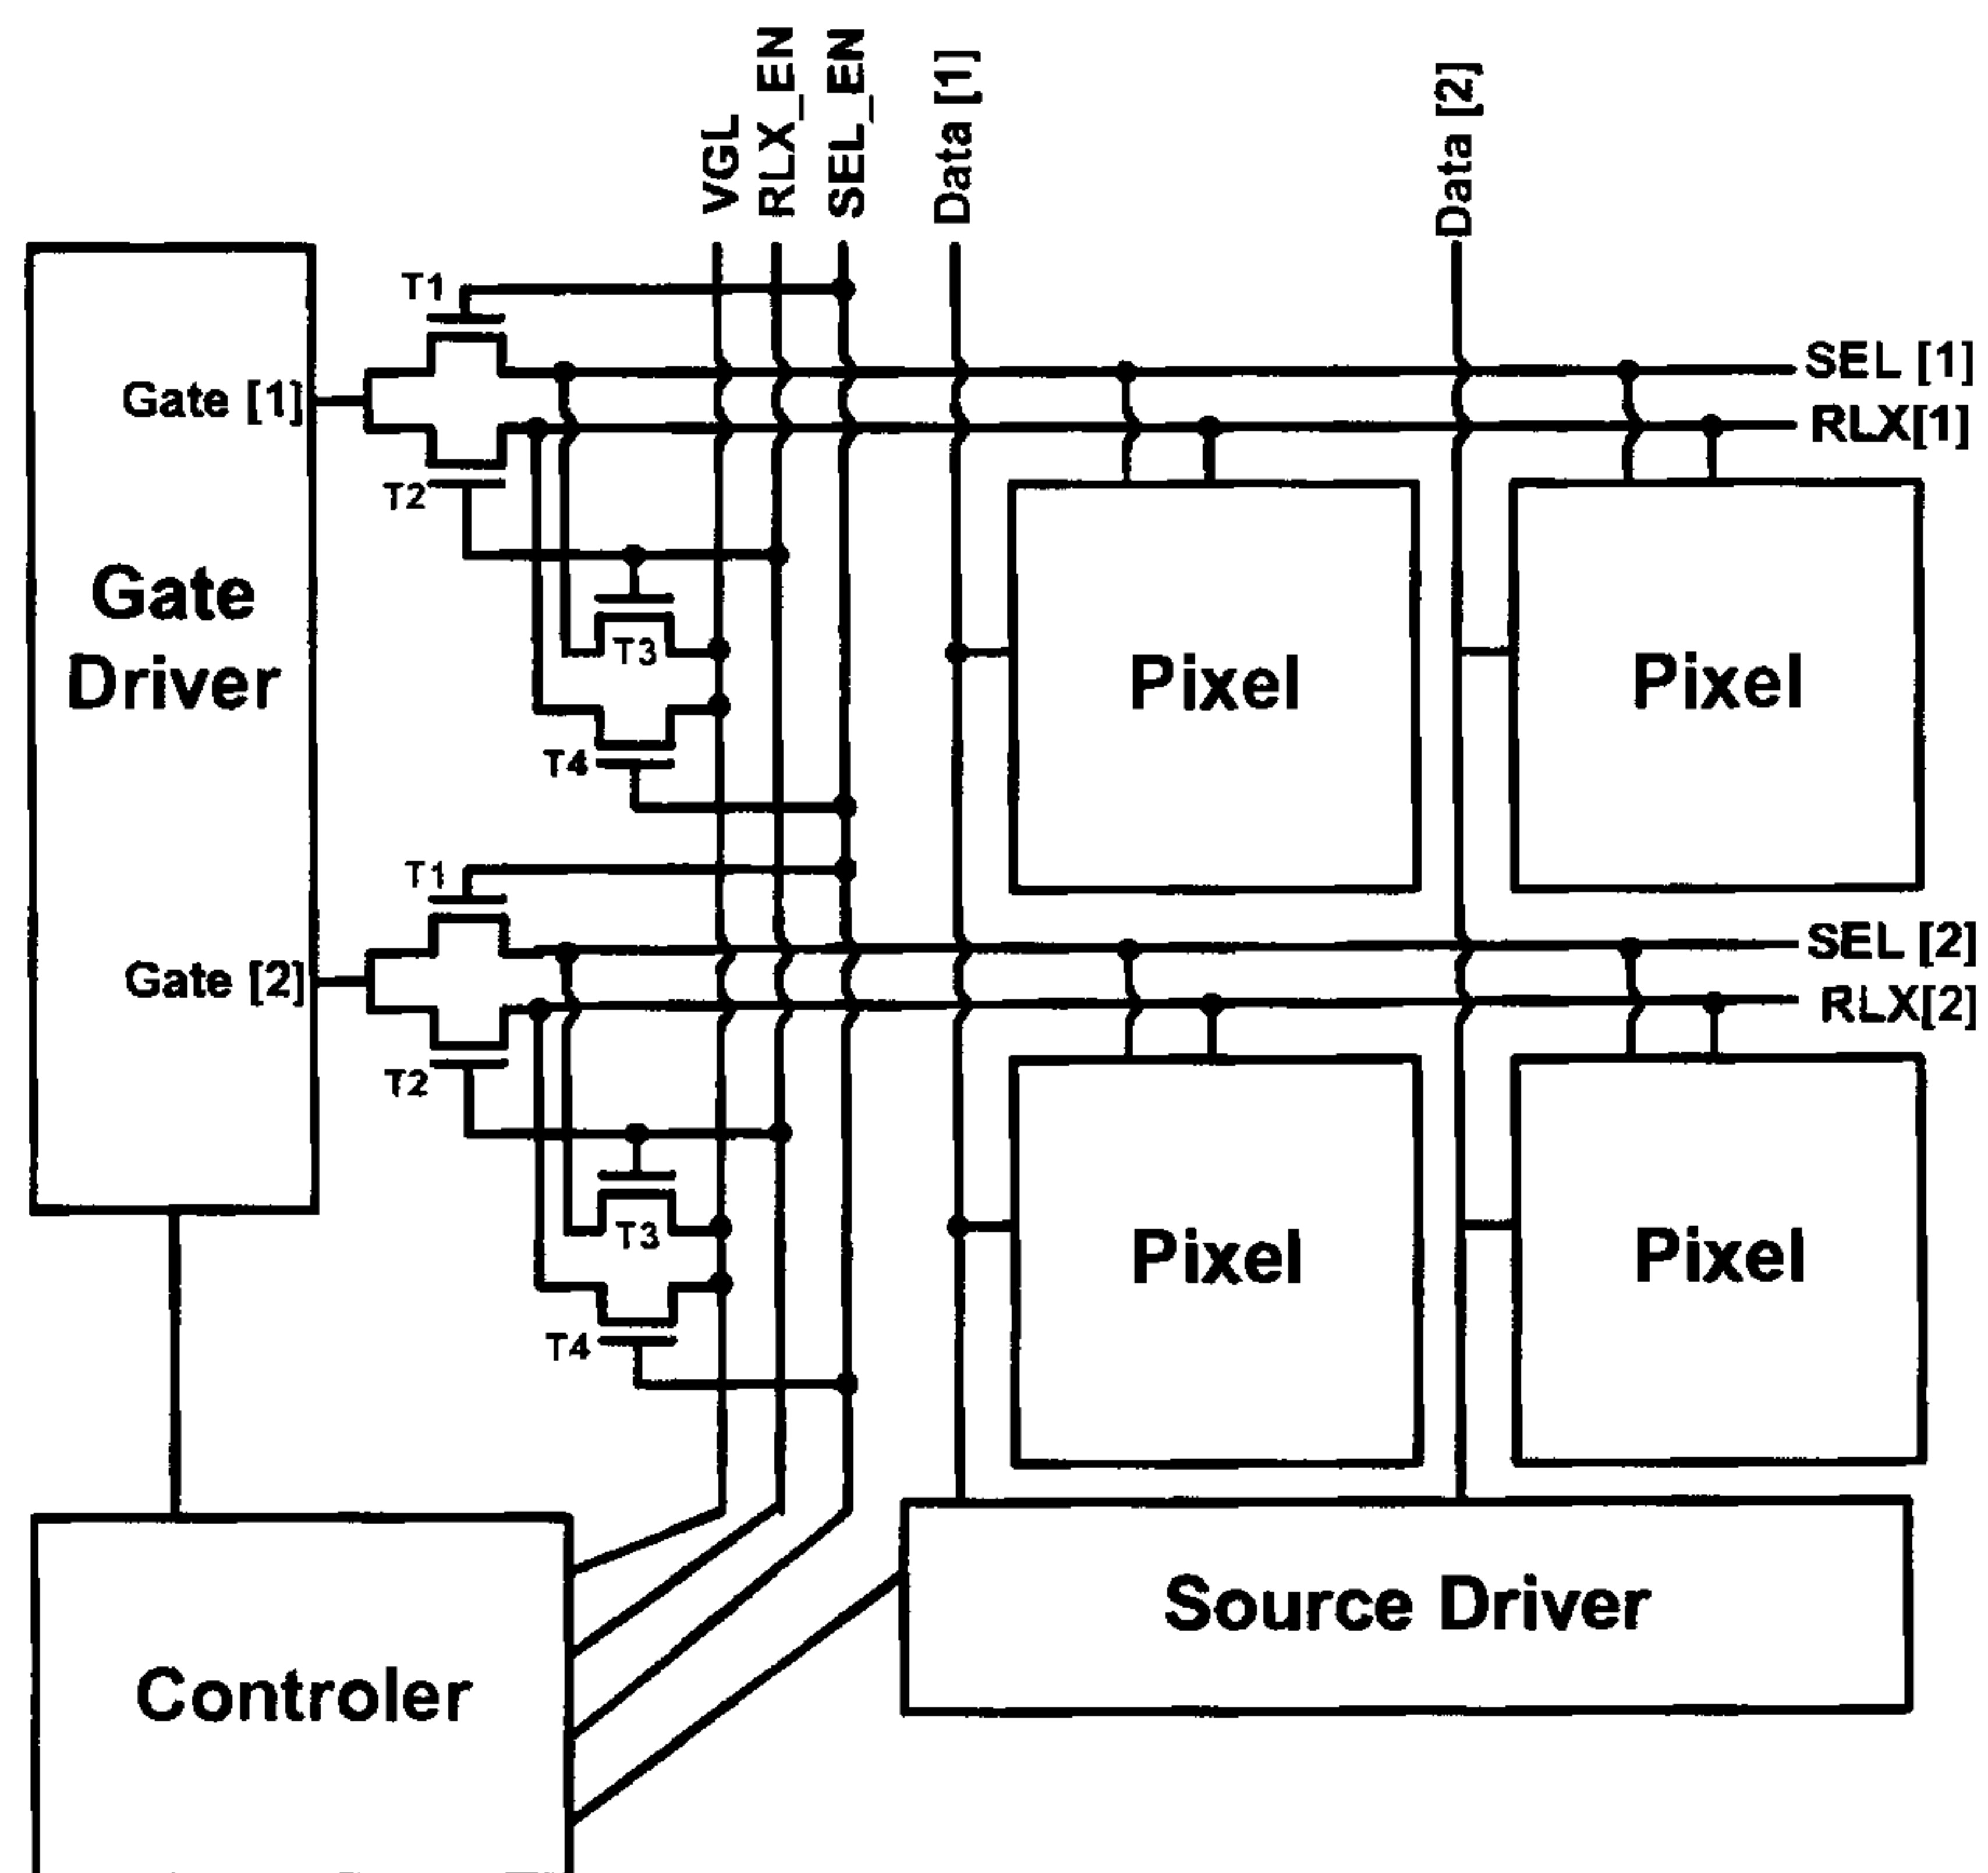 VGL
RLX_EN
SEL_EN
Data [1]
Data [2]
T1
SEL [1]
Gate [1]
RLX[1]
T2
Gate
Driver
T3
Pixel
Pixel
T4
T1
SEL [2]
Gate [2]
RLX[2]
T2
T3
Pixel
Pixel
T4
Source Driver
Controler